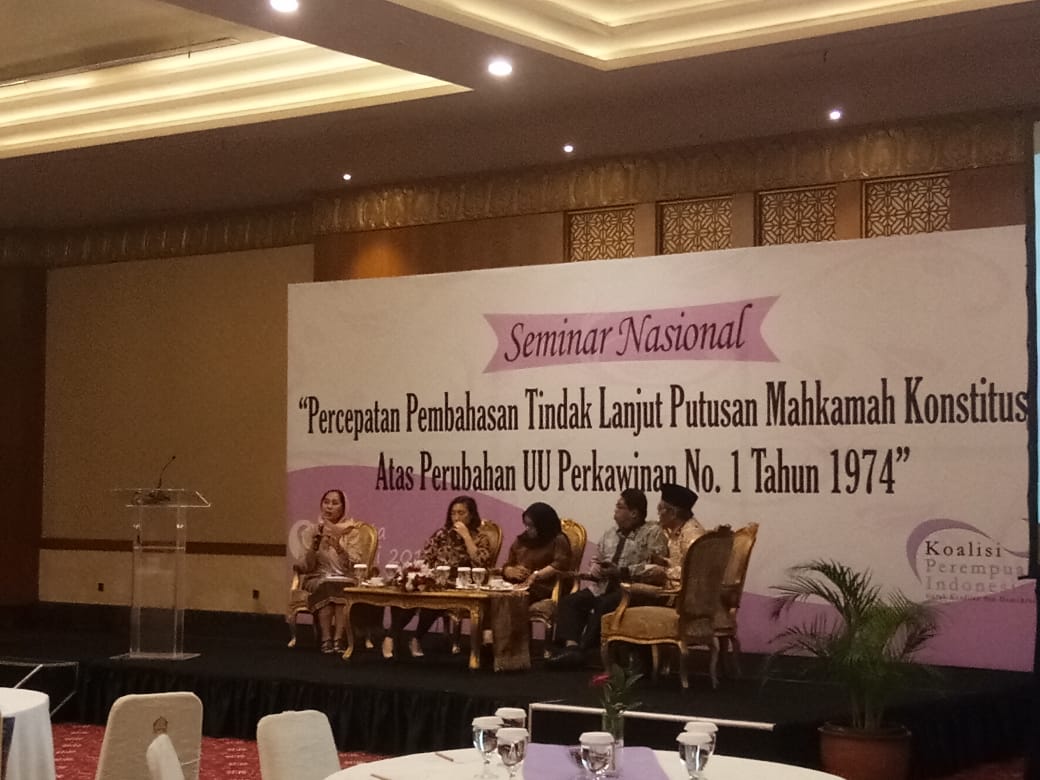 Seminar Nasional
“Percepatan Pembahasan Tindak Lanjut Putusan Mahkamah Konstitus
Atas Perubahan UU Perkawinan No. 1 Tahun 1974”
Koalisi
Perempua
Indones